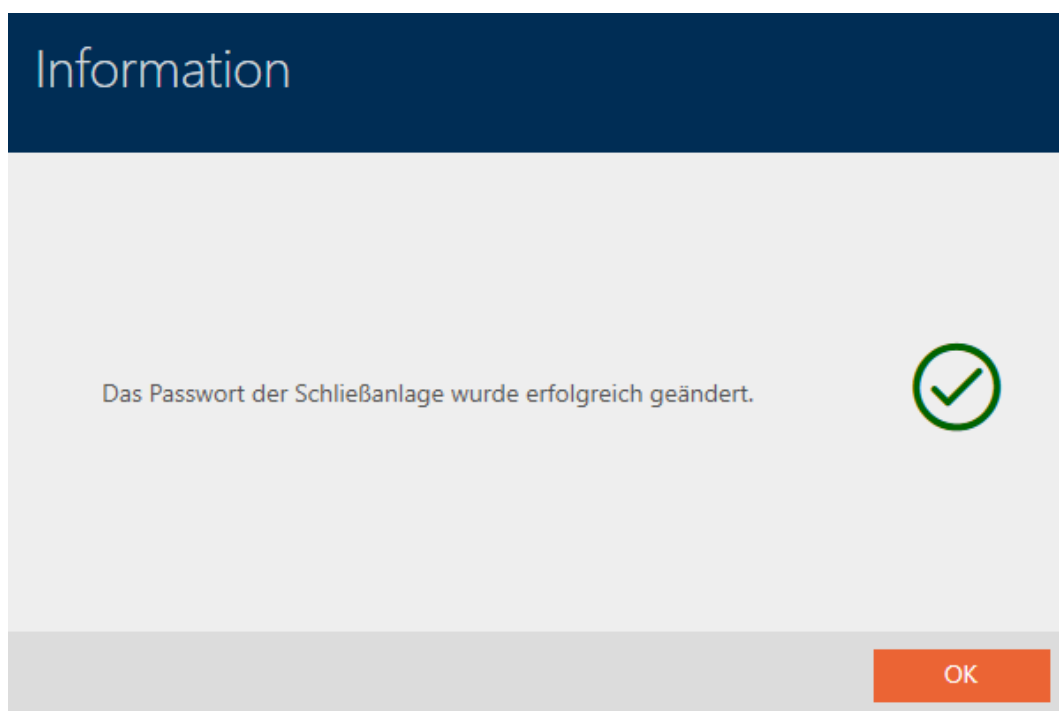 Information
Das Passwort der Schließanlage wurde erfolgreich geändert.
OK